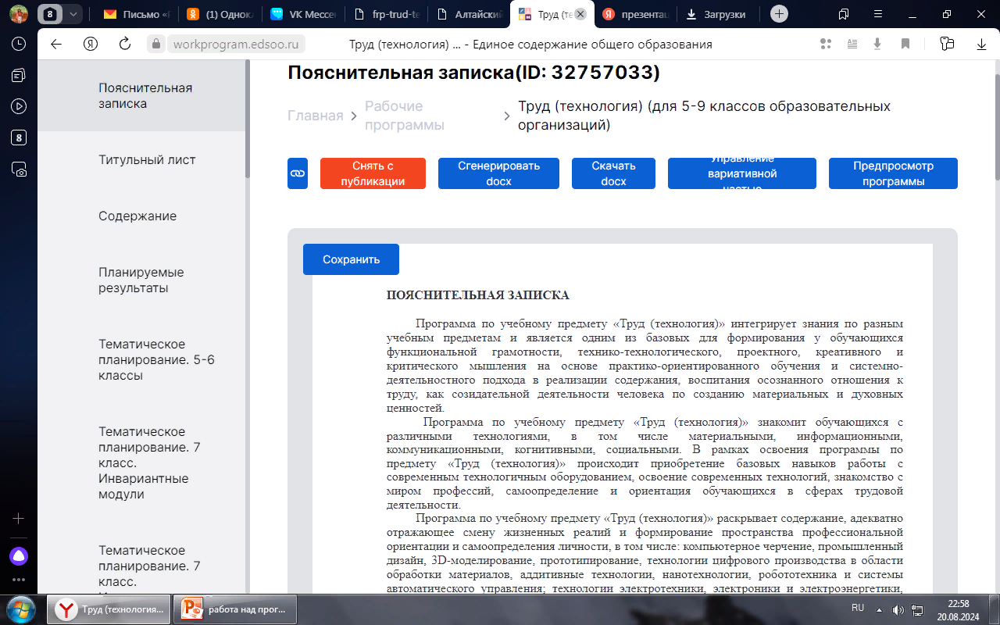 8
Письмо «Р
(1) Однокл
VK Мессен
frp-trud-te
Алтайский
Труд (те
презентац
Загрузки
workprogram.edsoo.ru
Труд (технология) ... - Единое содержание общего образования
8
Пояснительная
записка
Титульный лист
Содержание
Планируемые
результаты
Тематическое
планирование. 5-6
классы
Тематическое
планирование. 7
класс.
Инвариантные
модули
Тематическое
планирование. 7
класс.
Пояснительная записка(ID: 32757033)
Главная
Рабочие
программы
Труд (технология) (для 5-9 классов образовательных
организаций)
Снять с
публикации
Сгенерировать
docx
Скачать
docx
Управление
вариативной
частью
Предпросмотр
программы
Сохранить
ПОЯСНИТЕЛЬНАЯ ЗАПИСКА
Программа по учебному предмету «Труд (технология)» интегрирует знания по разным
учебным предметам и является одним из базовых для формирования у обучающихся
функциональной грамотности, технико-технологического, проектного, креативного и
критического мышления на основе практико-ориентированного обучения и системно-
деятельностного подхода в реализации содержания, воспитания осознанного отношения к
труду, как созидательной деятельности человека по созданию материальных и духовных
ценностей.
Программа по учебному предмету «Труд (технология)» знакомит обучающихся с
различными технологиями, в том числе материальными, информационными,
коммуникационными, когнитивными, социальными. В рамках освоения программы по
предмету «Труд (технология)» происходит приобретение базовых навыков работы с
современным технологичным оборудованием, освоение современных технологий, знакомство с
миром профессий, самоопределение и ориентация обучающихся в сферах трудовой
деятельности.
Программа по учебному предмету «Труд (технология)» раскрывает содержание, адекватно
отражающее смену жизненных реалий и формирование пространства профессиональной
ориентации и самоопределения личности, в том числе: компьютерное черчение, промышленный
дизайн, 3D-моделирование, прототипирование, технологии цифрового производства в области
обработки материалов, аддитивные технологии, нанотехнологии, робототехника и системы
автоматического управления; технологии электротехники, электроники и электроэнергетики,
Труд (технология...
работа над прог...
RU
22:58
20.08.2024